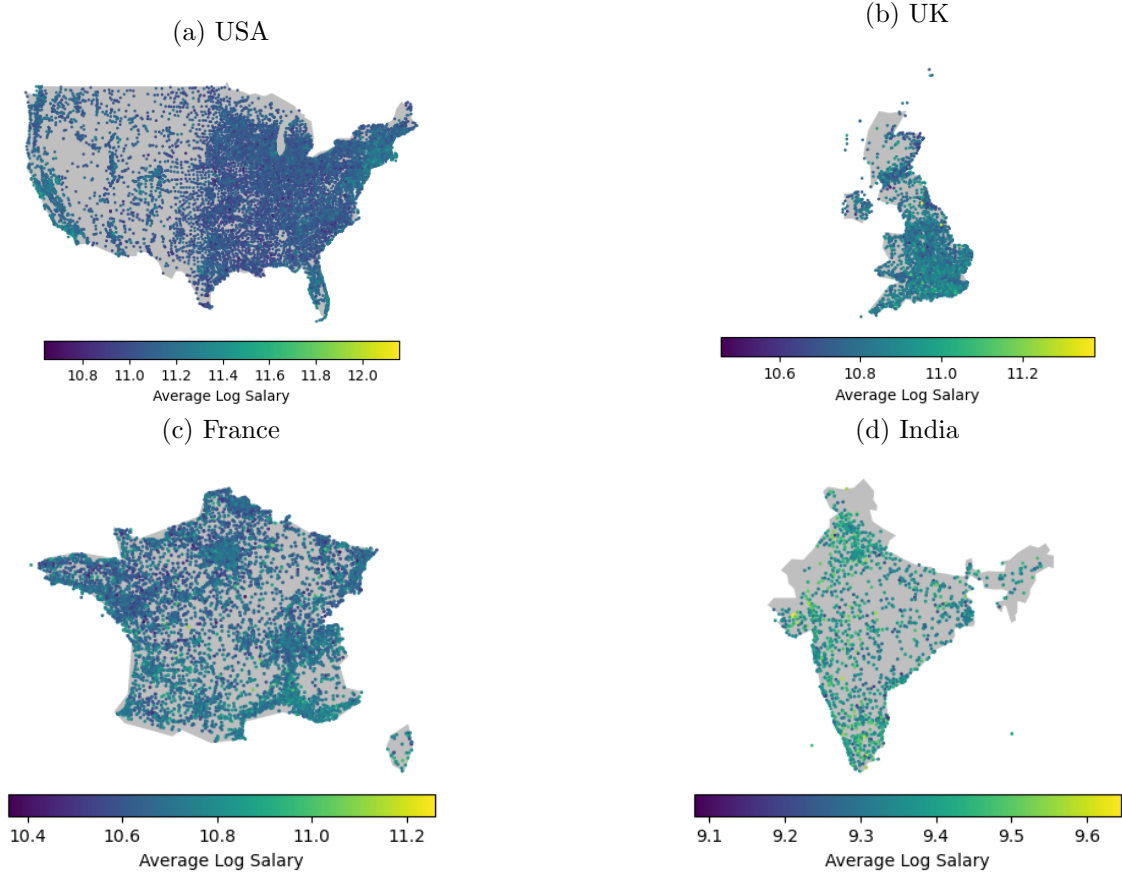 (a) USA
(b) UK
10.8 11.0 11.2 11.4 11.6 11.8 12.0
Average Log Salary
10.6 10.8 11.0 11.2
Average Log Salary
(c) France
(d) India
10.4 10.6 10.8 11.0 11.2
Average Log Salary
9.1 9.2 9.3 9.4 9.5 9.6
Average Log Salary